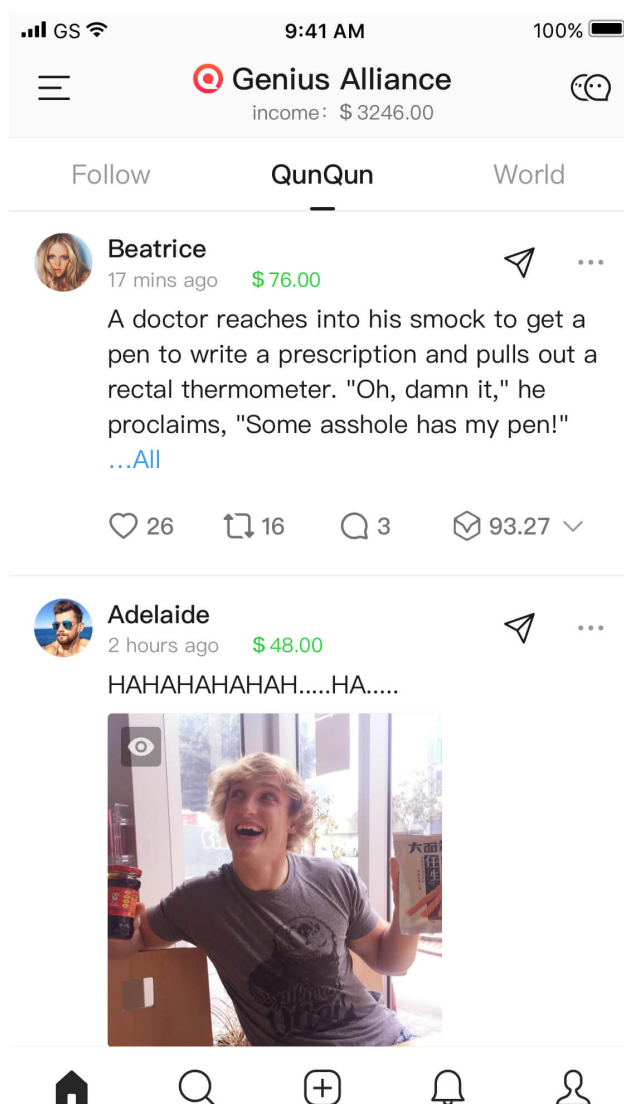 GS
9:41 AM
100%
Genius Alliance
income: $ 3246.00
Follow
QunQun
World
Beatrice
17 mins ago $ 76.00
A doctor reaches into his smock to get a
pen to write a prescription and pulls out a
rectal thermometer. "Oh, damn it," he
proclaims, "Some asshole has my pen!"
...All
26 16 3 93.27
Adelaide
2 hours ago $ 48.00
HAHAHAHAHAH.....HA.....
大面